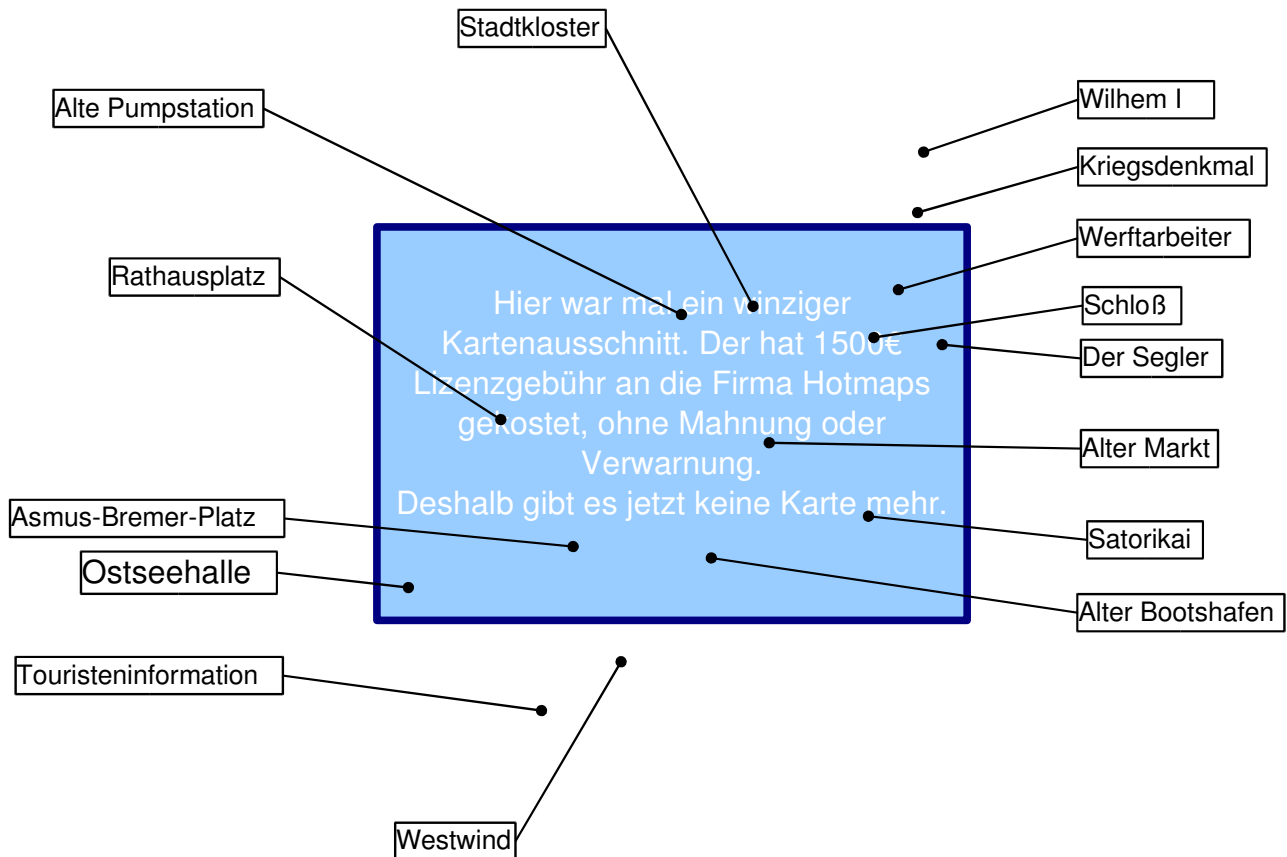 Stadtkloster
Alte Pumpstation
Wilhem I
Kriegsdenkmal
Werftarbeiter
Rathausplatz
Schloß
Der Segler
Hier war mal ein winziger
Kartenausschnitt. Der hat 1500€
Lizenzgebühr an die Firma Hotmaps
gekostet, ohne Mahnung oder
Verwarnung.
Deshalb gibt es jetzt keine Karte mehr.
Alter Markt
Asmus-Bremer-Platz
Satorikai
Ostseehalle
Alter Bootshafen
Touristeninformation
Westwind